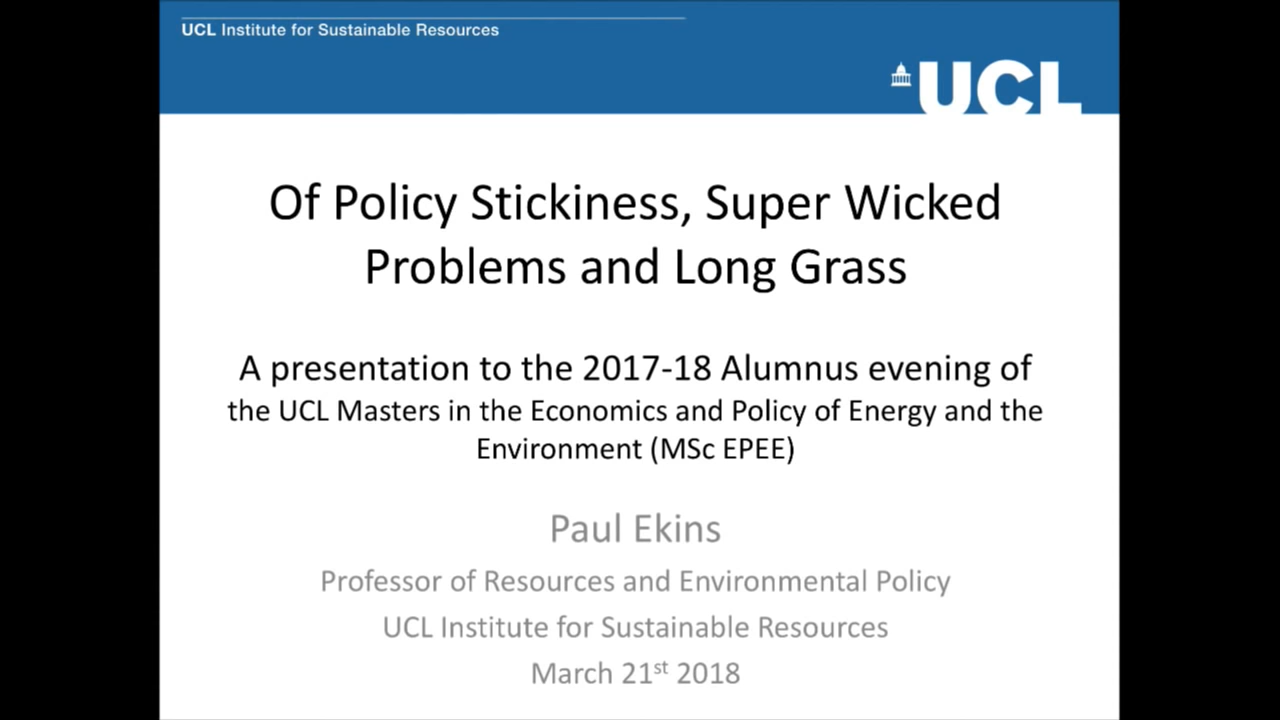 UCL Institute for Sustainable Resources
UCL
Of Policy Stickiness, Super Wicked
Problems and Long Grass
A presentation to the 2017-18 Alumnus evening of
the UCL Masters in the Economics and Policy of Energy and the
Environment (MSc EPEE)
Paul Ekins
Professor of Resources and Environmental Policy
UCL Institute for Sustainable Resources
March 21st 2018